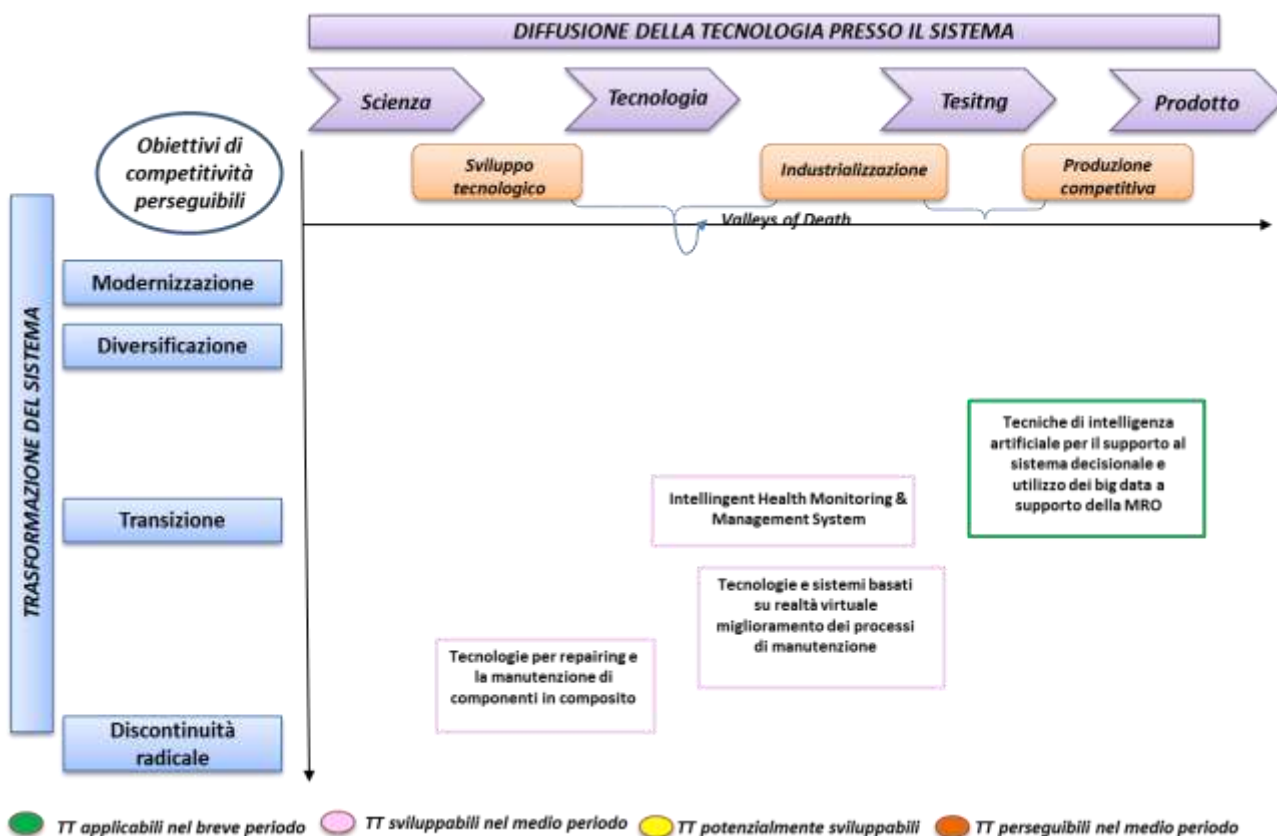 DIFFUSIONE DELLA TECNOLOGIA PRESSO IL SISTEMA
Scienza
Tecnologia
Tesitng
Prodotto
Obiettivi di
competitività
perseguibili
Sviluppo
tecnologico
Industrializzazione
Produzione
competitiva
Valleys of Death
TRASFORMAZIONE DEL SISTEMA
Modernizzazione
Diversificazione
Transizione
Discontinuità
radicale
Tecniche di intelligenza
artificiale per il supporto al
sistema decisionale e
utilizzo dei big data a
supporto della MRO
Intellingent Health Monitoring &
Management System
Tecnologie e sistemi basati
su realtà virtuale
miglioramento dei processi
di manutenzione
Tecnologie per repairing e
la manutenzione di
componenti in composito
TT applicabili nel breve periodo
TT sviluppabili nel medio periodo
TT potenzialmente sviluppabili
TT perseguibili nel medio periodo